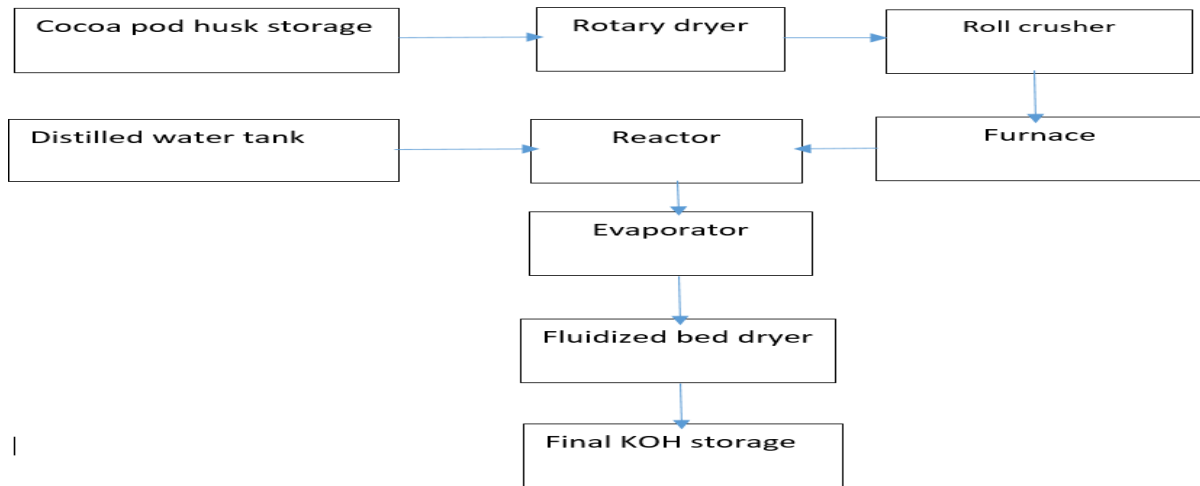 Cocoa pod husk storage
Rotary dryer
Roll crusher
Distilled water tank
Reactor
Furnace
Evaporator
Fluidized bed dryer
Final KOH storage